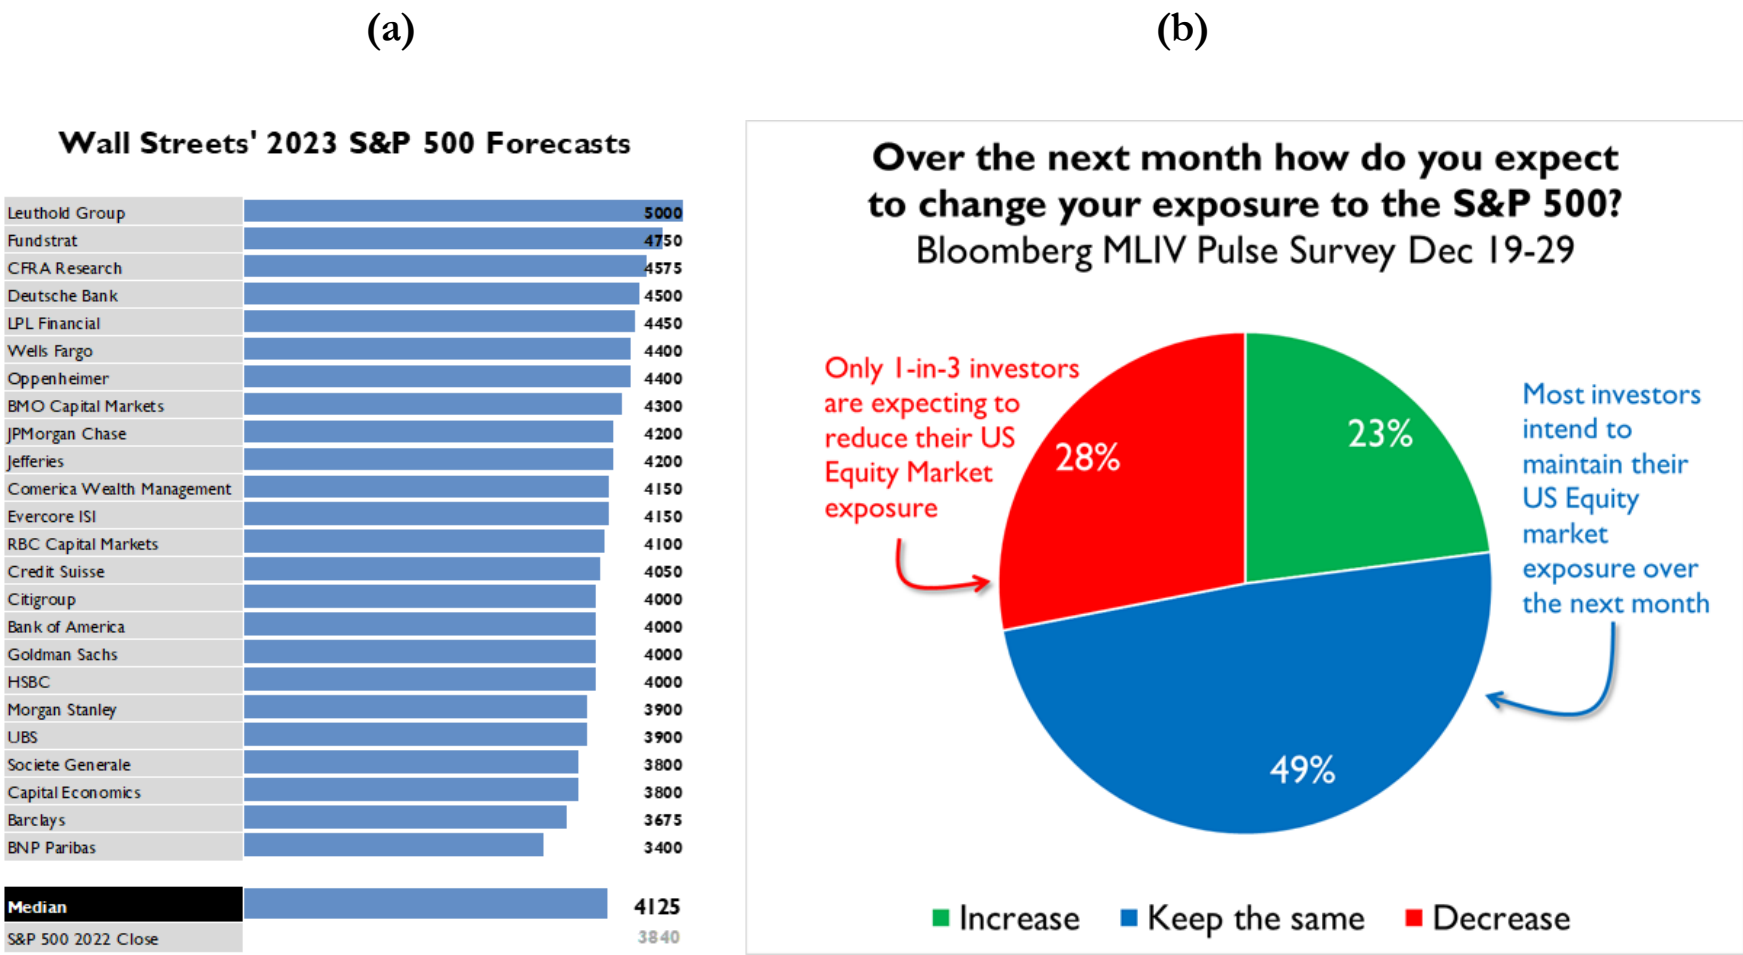 (a)
(b)
Wall Streets' 2023 S&P 500 Forecasts
Leuthold Group 5000
Fundstrat 4750
CFRA Research 4575
Deutsche Bank 4500
LPL Financial 4450
Wells Fargo 4400
Oppenheimer 4400
BMO Capital Markets 4300
JPMorgan Chase 4200
Jefferies 4200
Comerica Wealth Management 4150
Evercore ISI 4150
RBC Capital Markets 4100
Credit Suisse 4050
Citigroup 4000
Bank of America 4000
Goldman Sachs 4000
HSBC 4000
Morgan Stanley 3900
UBS 3900
Societe Generale 3800
Capital Economics 3800
Barclays 3675
BNP Paribas 3400
Median 4125
S&P 500 2022 Close 3840
Over the next month how do you expect
to change your exposure to the S&P 500?
Bloomberg MLIV Pulse Survey Dec 19-29
Only 1-in-3 investors
are expecting to
reduce their US
Equity Market
exposure
28%
23%
49%
Most investors
intend to
maintain their
US Equity
market
exposure over
the next month
Increase
Keep the same
Decrease